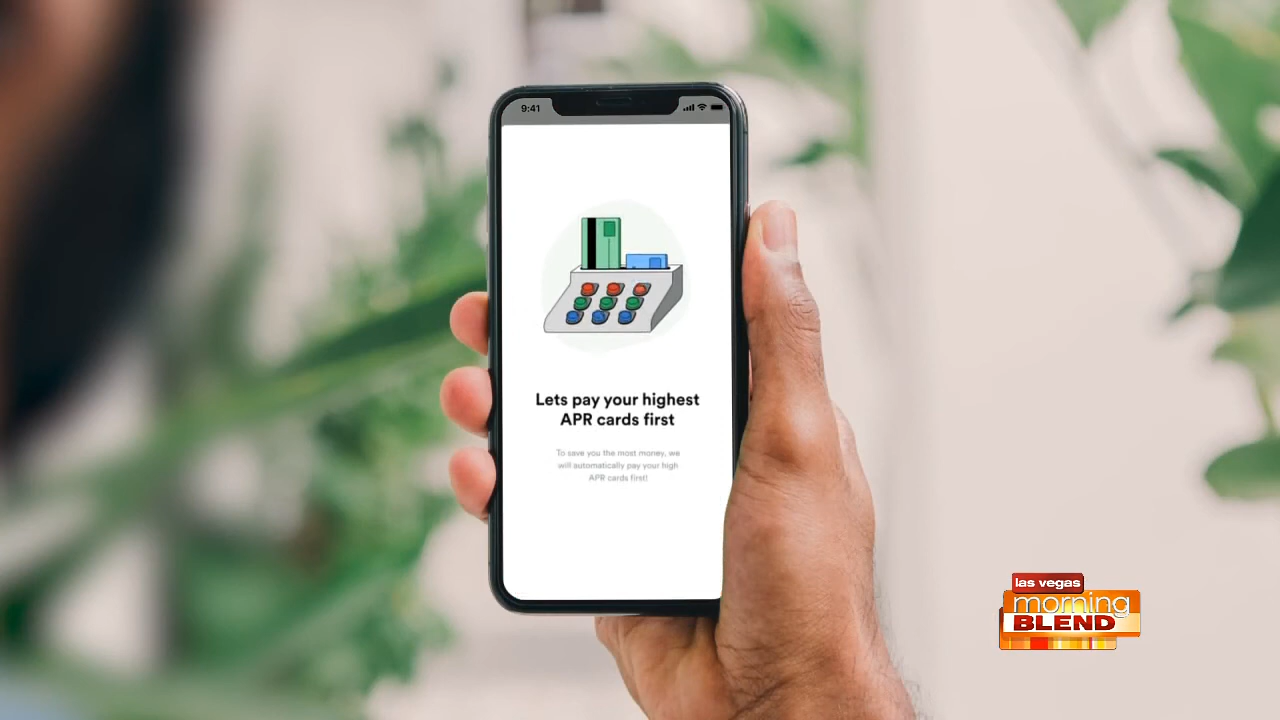 9:41
Lets pay your highest
APR cards first
To save you the most money, we
will automatically pay your high
APR cards first!
las vegas
morning
BLEND